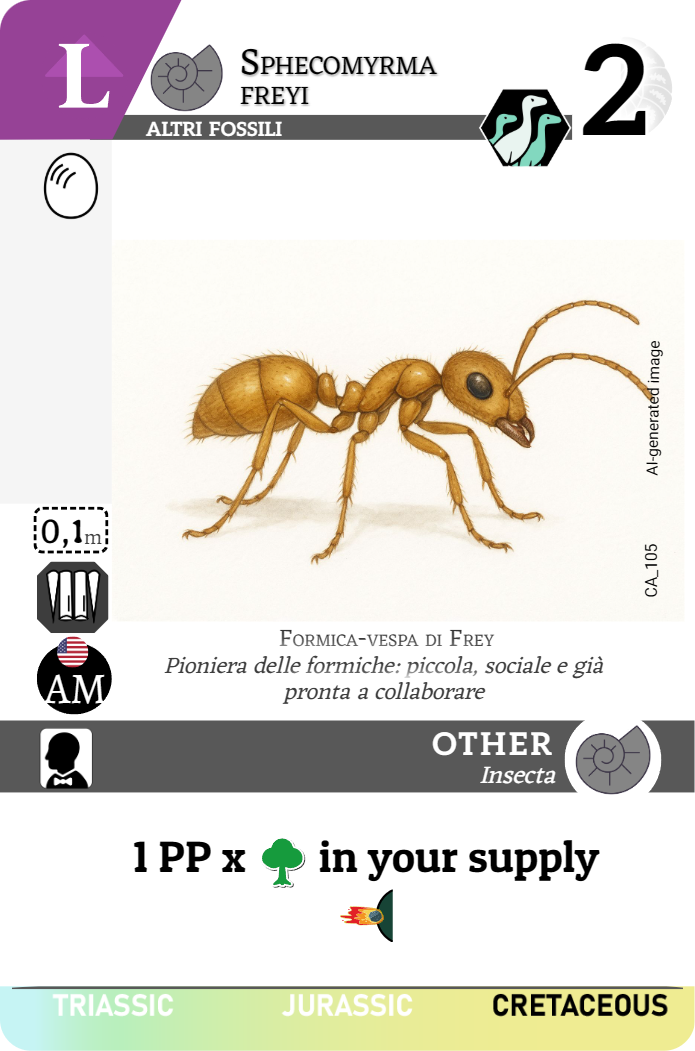 L
SPHECOMYRMA
FREYI
2
ALTRI FOSSILI
AI-generated image
0,1m
CA_105
AM
FORMICA-VESPA DI FREY
Pioniera delle formiche: piccola, sociale e già
pronta a collaborare
OTHER
Insecta
1 PP x in your supply
TRIASSIC JURASSIC CRETACEOUS